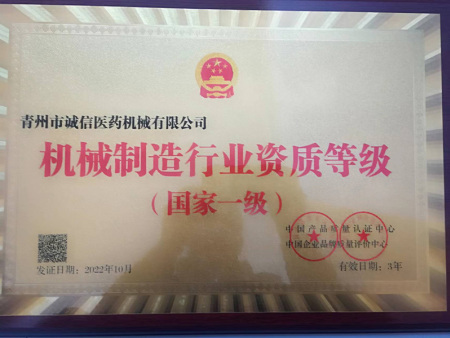 青州市诚信医药机械有限公司
机械制造行业资质等级
（国家一级）
中国产品质量认证中心
中国企业品牌质量评价中心
发证日期：2022年10月
有效日期：3年